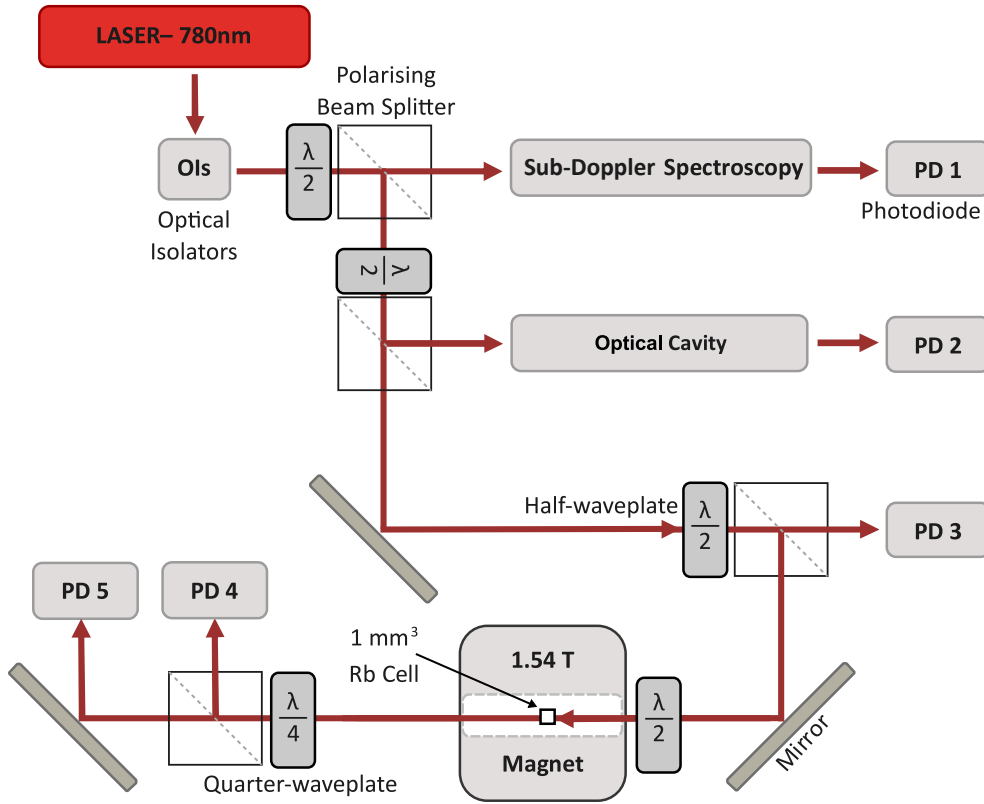 LASER– 780nm
Polarising
Beam Splitter
OIs
λ
2
Sub-Doppler Spectroscopy
PD 1
Optical
Isolators
Photodiode
λ
2
Optical Cavity
PD 2
Half-waveplate
λ
2
PD 3
PD 5
PD 4
1 mm³
Rb Cell
1.54 T
λ
4
λ
2
Magnet
Mirror
Quarter-waveplate